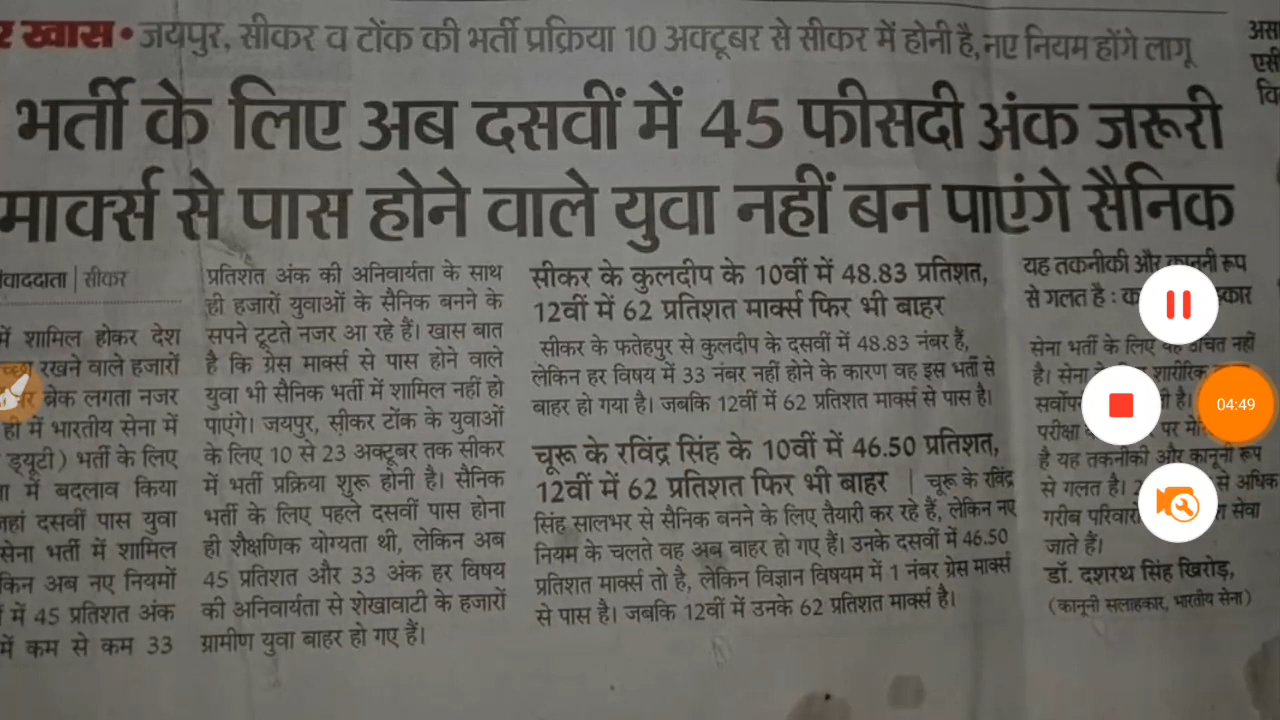 र खास • जयपुर, सीकर व टोंक की भर्ती प्रक्रिया 10 अक्टूबर से सीकर में होनी है, नए नियम होंगे लागू
भर्ती के लिए अब दसवीं में 45 फीसदी अंक जरूरी
मार्क्स से पास होने वाले युवा नहीं बन पाएंगे सैनिक
वाददाता | सीकर
में शामिल होकर देश
रखने वाले हजारों
ब्रेक लगता नजर
हा में भारतीय सेना में
ड्यूटी) भर्ती के लिए
ा में बदलाव किया
जहां दसवीं पास युवा
सेना भर्ती में शामिल
किन अब नए नियमों
में 45 प्रतिशत अंक
में कम से कम 33
प्रतिशत अंक की अनिवार्यता के साथ
ही हजारों युवाओं के सैनिक बनने के
सपने टूटते नजर आ रहे हैं। खास बात
है कि ग्रेस मार्क्स से पास होने वाले
युवा भी सैनिक भर्ती में शामिल नहीं हो
पाएंगे। जयपुर, सीकर टोंक के युवाओं
के लिए 10 से 23 अक्टूबर तक सीकर
में भर्ती प्रक्रिया शुरू होनी है। सैनिक
भर्ती के लिए पहले दसवीं पास होना
ही शैक्षणिक योग्यता थी, लेकिन अब
45 प्रतिशत और 33 अंक हर विषय
की अनिवार्यता से शेखावाटी के हजारों
ग्रामीण युवा बाहर हो गए हैं।
सीकर के कुलदीप के 10वीं में 48.83 प्रतिशत,
12वीं में 62 प्रतिशत मार्क्स फिर भी बाहर
सीकर के फतेहपुर से कुलदीप के दसवीं में 48.83 नंबर है,
लेकिन हर विषय में 33 नंबर नहीं होने के कारण वह इस भर्ती से
बाहर हो गया है। जबकि 12वीं में 62 प्रतिशत मार्क्स से पास है।
चूरू के रविंद्र सिंह के 10वीं में 46.50 प्रतिशत,
12वीं में 62 प्रतिशत फिर भी बाहर | चूरू के रविंद्र
सिंह सालभर से सैनिक बनने के लिए तैयारी कर रहे हैं, लेकिन नए
नियम के चलते वह अब बाहर हो गए हैं। उनके दसवीं में 46.50
प्रतिशत मार्क्स तो है, लेकिन विज्ञान विषयम में 1 नंबर ग्रेस मार्क्स
से पास है। जबकि 12वीं में उनके 62 प्रतिशत मार्क्स है।
यह तकनीकी और कानूनी रूप
से गलत है :
सेना भर्ती के लिए यह उचित नहीं
है। सेना शारीरिक
है।
परीक्षा पर
है यह तकनीकी और कानूनी रूप
से गलत है। से अधिक
गरीब परिवार सेवा
जाते हैं।
डॉ. दशरथ सिंह खिरोड़,
(कानूनी सलाहकार, भारतीय सेना)
04:49